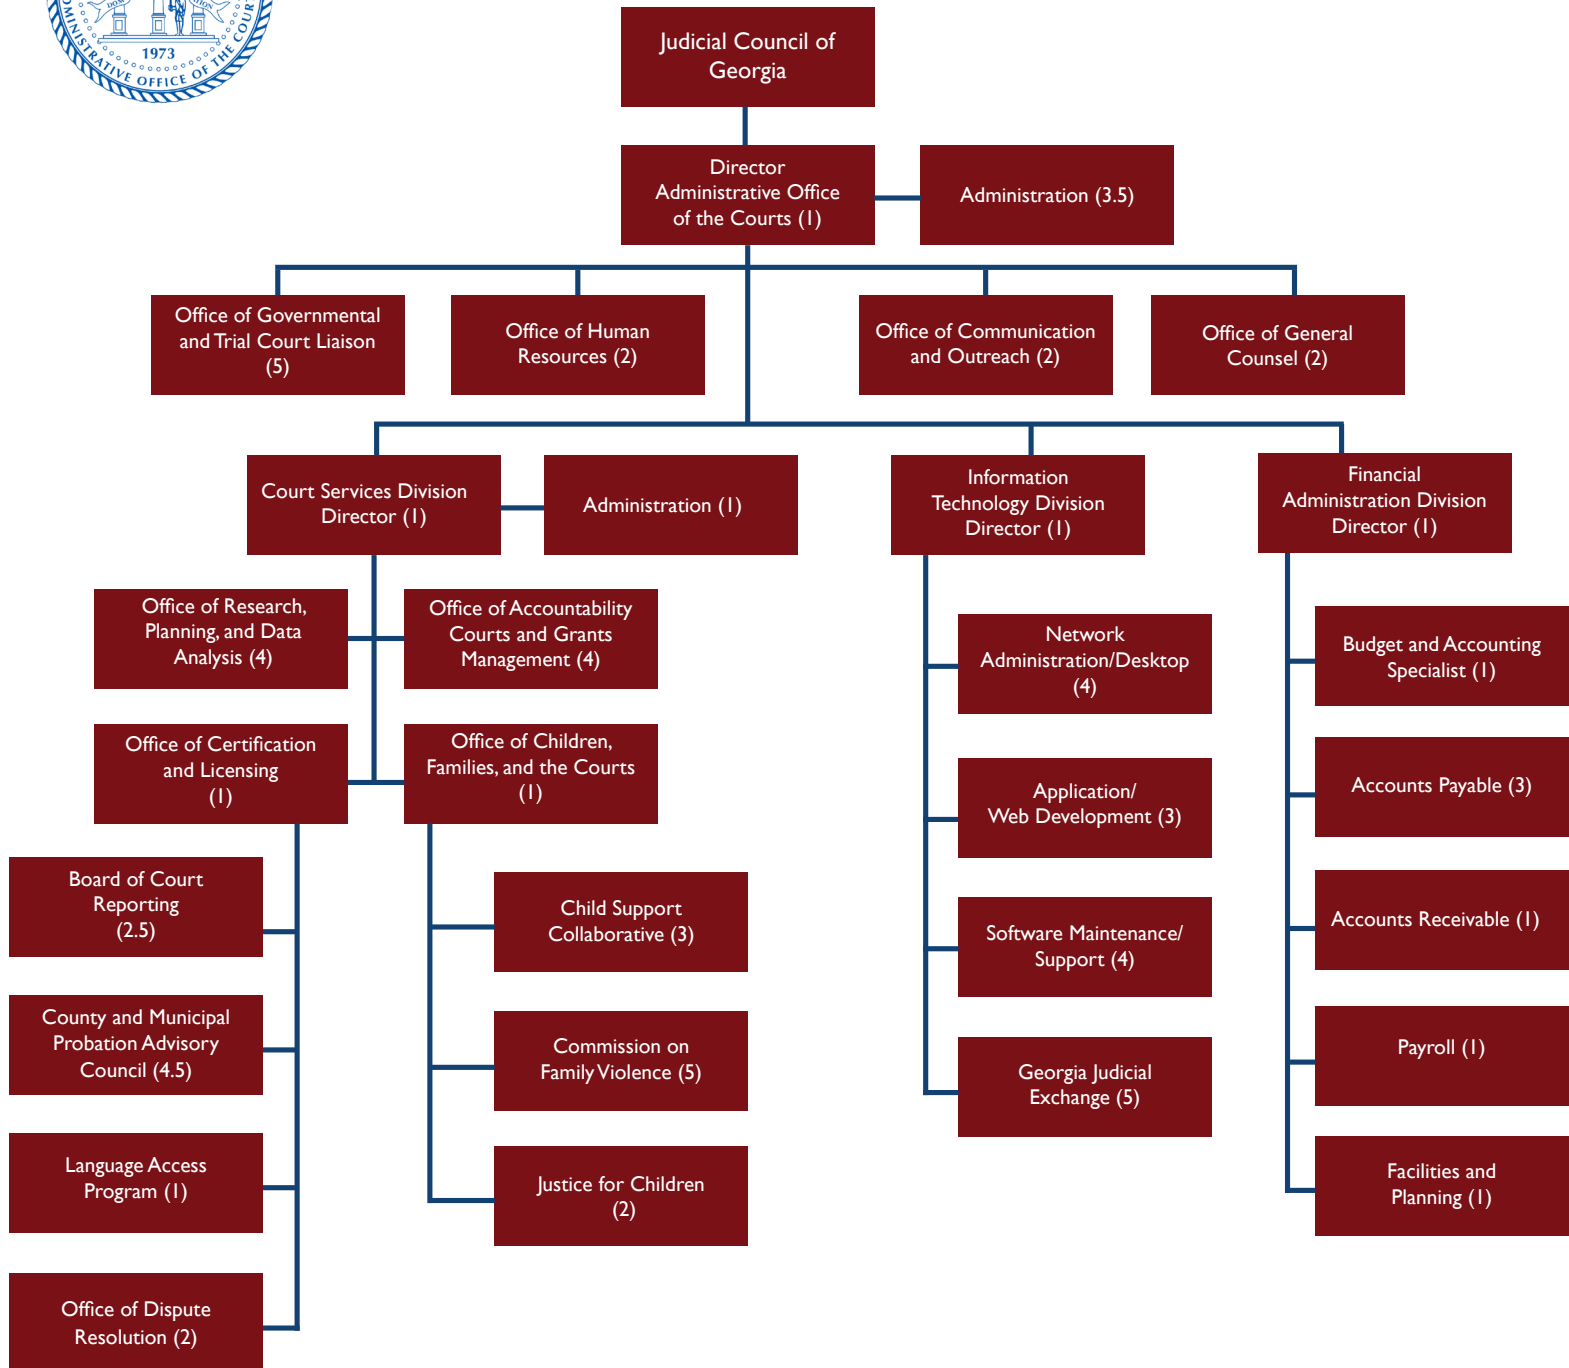 1973
ADMINISTRATIVE OFFICE OF THE COURTS
Judicial Council of
Georgia
Director
Administrative Office
of the Courts (1)
Administration (3.5)
Office of Governmental
and Trial Court Liaison
(5)
Office of Human
Resources (2)
Office of Communication
and Outreach (2)
Office of General
Counsel (2)
Court Services Division
Director (1)
Administration (1)
Information
Technology Division
Director (1)
Financial
Administration Division
Director (1)
Office of Research,
Planning, and Data
Analysis (4)
Office of Accountability
Courts and Grants
Management (4)
Office of Certification
and Licensing
(1)
Office of Children,
Families, and the Courts
(1)
Board of Court
Reporting
(2.5)
County and Municipal
Probation Advisory
Council (4.5)
Language Access
Program (1)
Office of Dispute
Resolution (2)
Child Support
Collaborative (3)
Commission on
Family Violence (5)
Justice for Children
(2)
Network
Administration/Desktop
(4)
Application/
Web Development (3)
Software Maintenance/
Support (4)
Georgia Judicial
Exchange (5)
Budget and Accounting
Specialist (1)
Accounts Payable (3)
Accounts Receivable (1)
Payroll (1)
Facilities and
Planning (1)